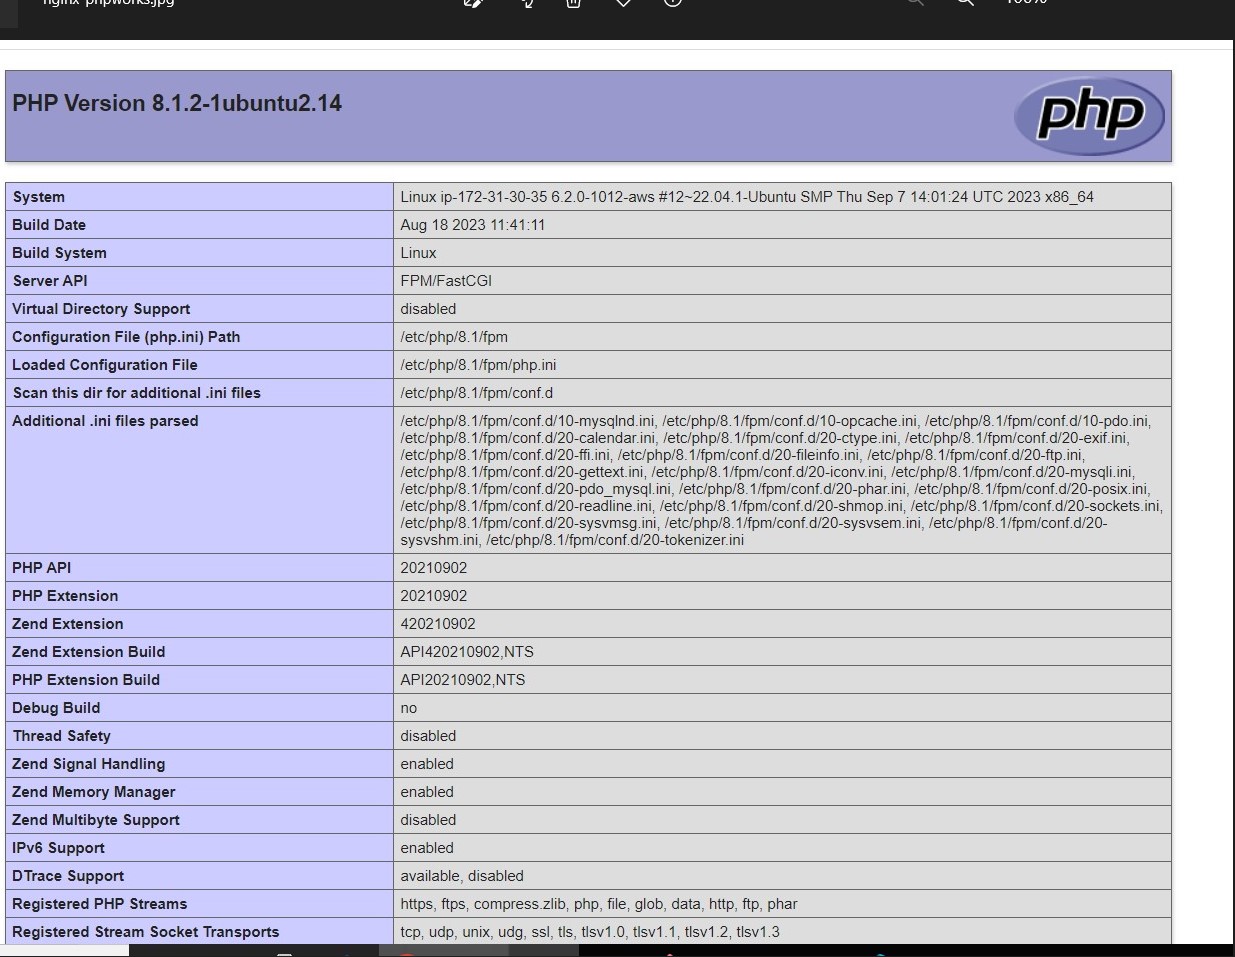 nginx-phpworks.jpg
100%
PHP Version 8.1.2-1ubuntu2.14
php
System Linux ip-172-31-30-35 6.2.0-1012-aws #12~22.04.1-Ubuntu SMP Thu Sep 7 14:01:24 UTC 2023 x86_64
Build Date Aug 18 2023 11:41:11
Build System Linux
Server API FPM/FastCGI
Virtual Directory Support disabled
Configuration File (php.ini) Path /etc/php/8.1/fpm
Loaded Configuration File /etc/php/8.1/fpm/php.ini
Scan this dir for additional .ini files /etc/php/8.1/fpm/conf.d
Additional .ini files parsed /etc/php/8.1/fpm/conf.d/10-mysqlnd.ini, /etc/php/8.1/fpm/conf.d/10-opcache.ini, /etc/php/8.1/fpm/conf.d/10-pdo.ini,
/etc/php/8.1/fpm/conf.d/20-calendar.ini, /etc/php/8.1/fpm/conf.d/20-ctype.ini, /etc/php/8.1/fpm/conf.d/20-exif.ini,
/etc/php/8.1/fpm/conf.d/20-ffi.ini, /etc/php/8.1/fpm/conf.d/20-fileinfo.ini, /etc/php/8.1/fpm/conf.d/20-ftp.ini,
/etc/php/8.1/fpm/conf.d/20-gettext.ini, /etc/php/8.1/fpm/conf.d/20-iconv.ini, /etc/php/8.1/fpm/conf.d/20-mysqli.ini,
/etc/php/8.1/fpm/conf.d/20-pdo_mysql.ini, /etc/php/8.1/fpm/conf.d/20-phar.ini, /etc/php/8.1/fpm/conf.d/20-posix.ini,
/etc/php/8.1/fpm/conf.d/20-readline.ini, /etc/php/8.1/fpm/conf.d/20-shmop.ini, /etc/php/8.1/fpm/conf.d/20-sockets.ini,
/etc/php/8.1/fpm/conf.d/20-sysvmsg.ini, /etc/php/8.1/fpm/conf.d/20-sysvsem.ini, /etc/php/8.1/fpm/conf.d/20-
sysvshm.ini, /etc/php/8.1/fpm/conf.d/20-tokenizer.ini
PHP API 20210902
PHP Extension 20210902
Zend Extension 420210902
Zend Extension Build API420210902,NTS
PHP Extension Build API20210902,NTS
Debug Build no
Thread Safety disabled
Zend Signal Handling enabled
Zend Memory Manager enabled
Zend Multibyte Support disabled
IPv6 Support enabled
DTrace Support available, disabled
Registered PHP Streams https, ftps, compress.zlib, php, file, glob, data, http, ftp, phar
Registered Stream Socket Transports tcp, udp, unix, udg, ssl, tls, tlsv1.0, tlsv1.1, tlsv1.2, tlsv1.3